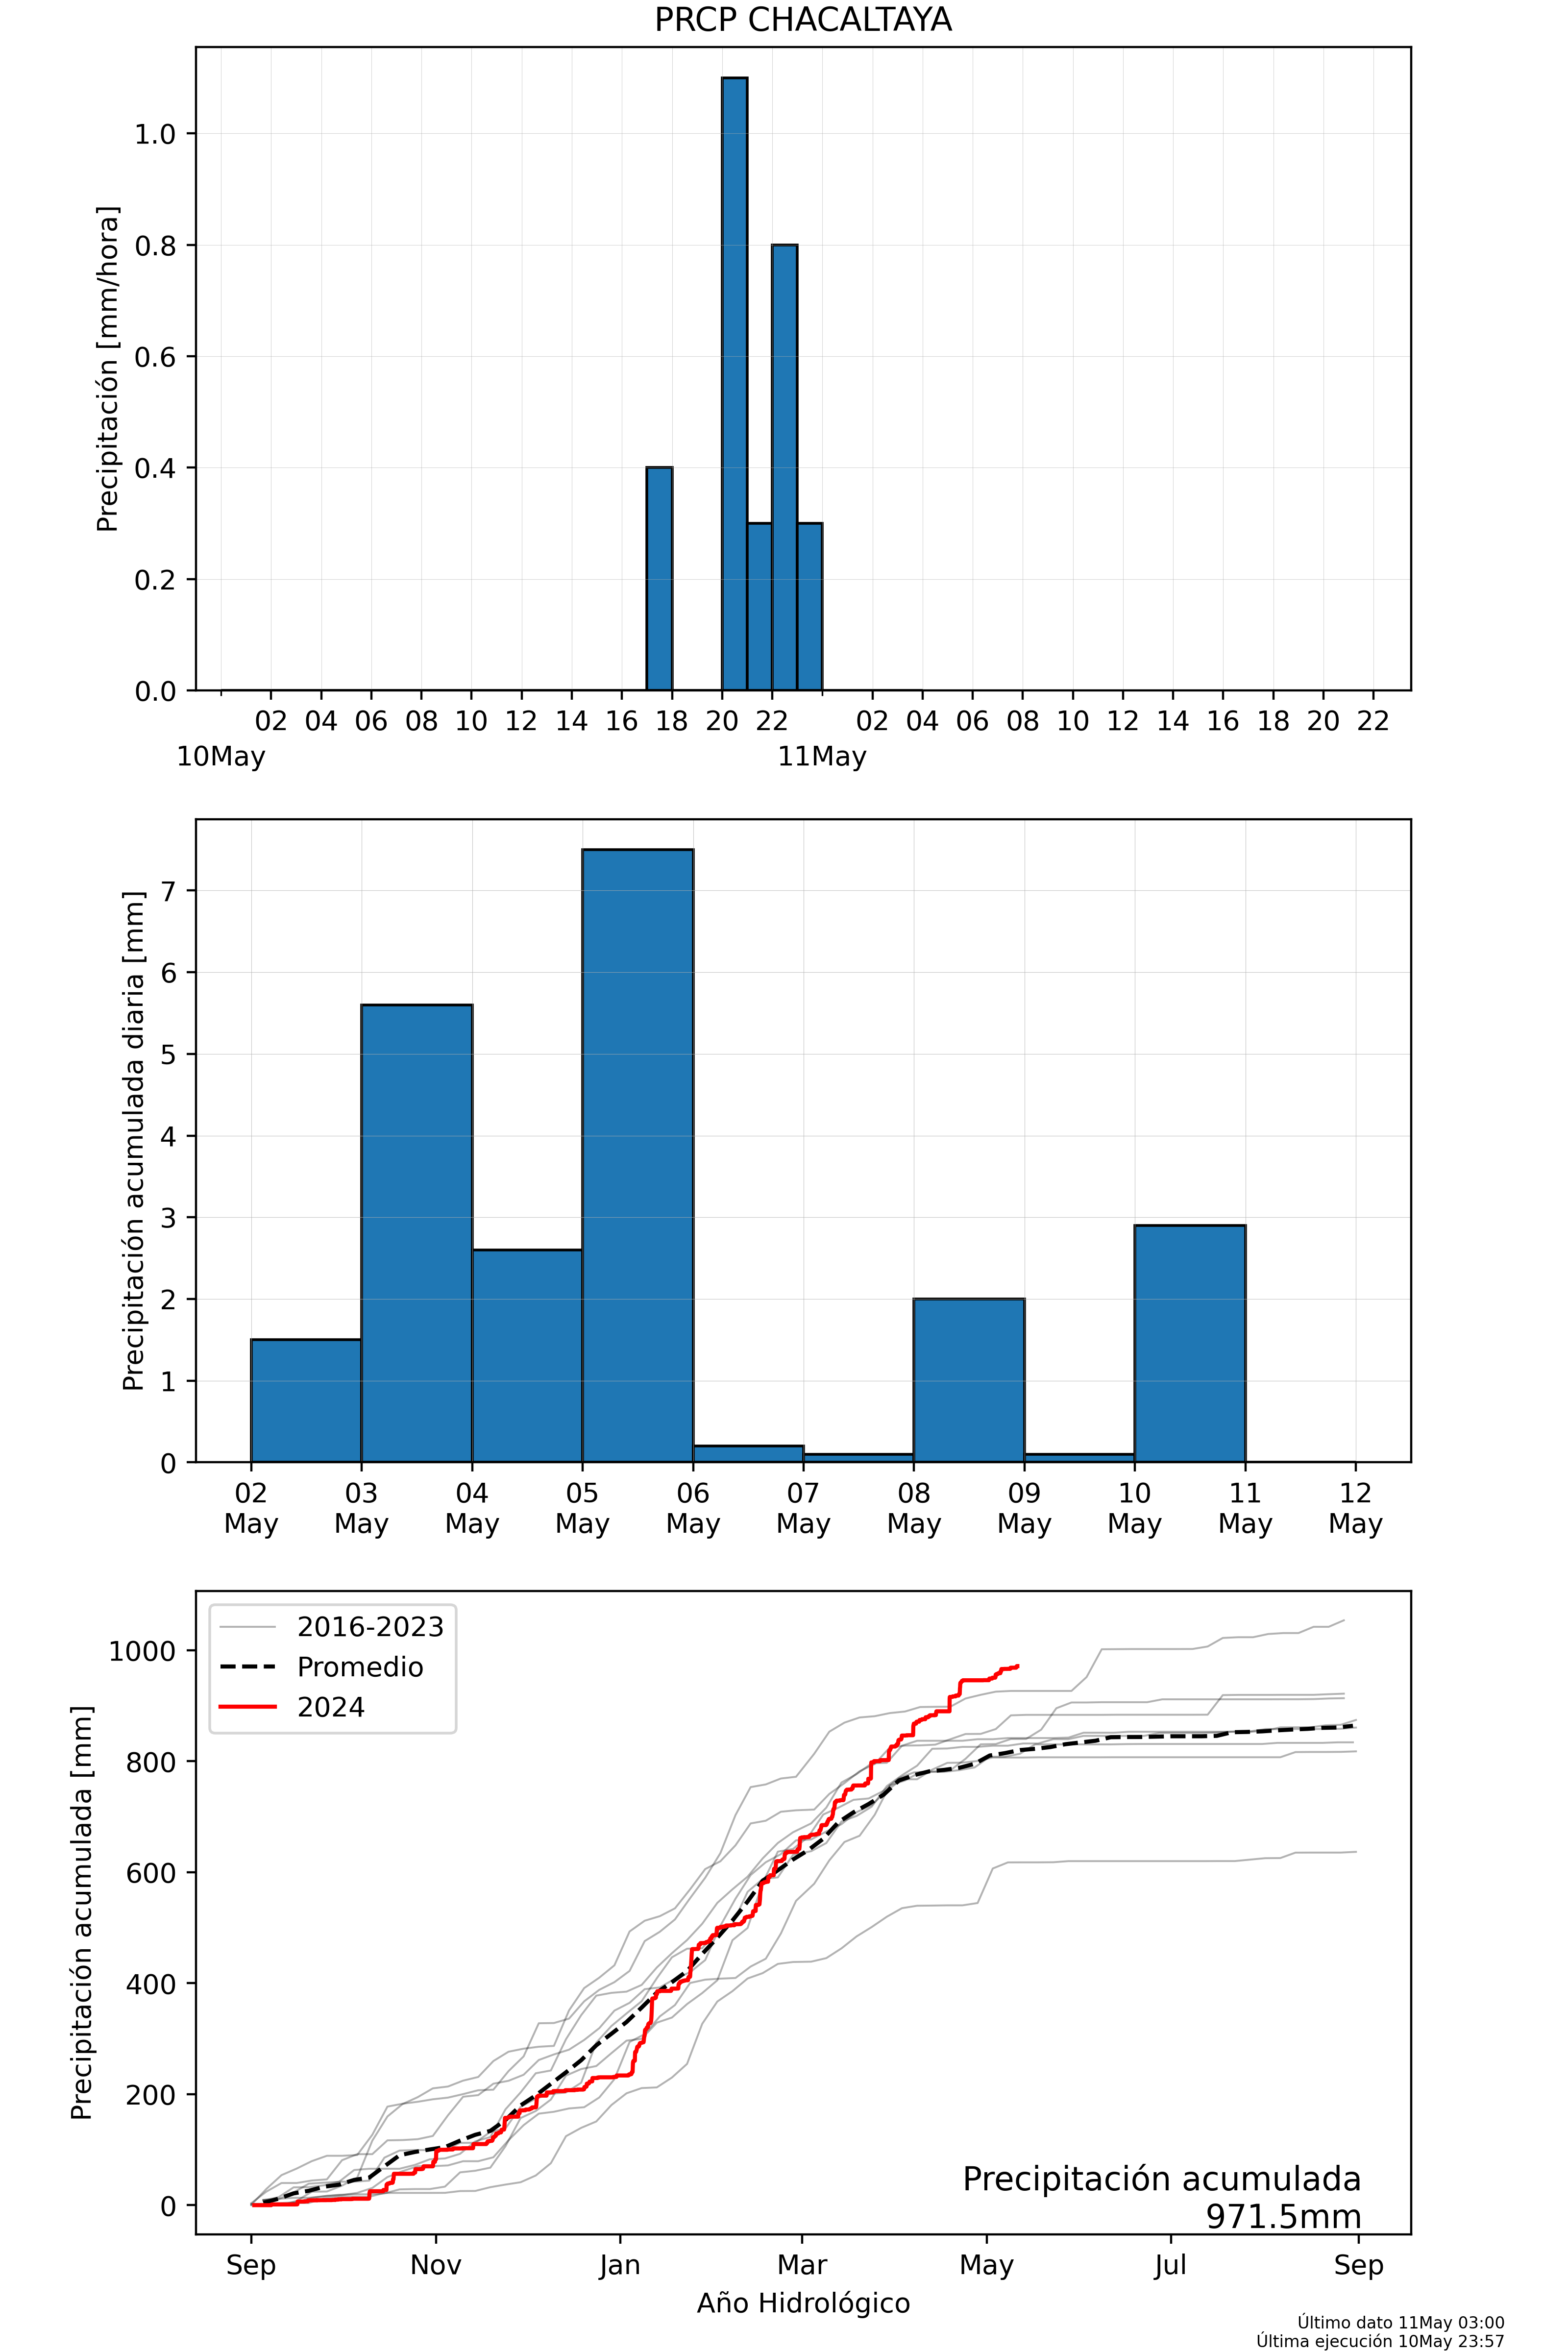 PRCP CHACALTAYA
Precipitación [mm/hora]
1.0
0.8
0.6
0.4
0.2
0.0
02 04 06 08 10 12 14 16 18 20 22 02 04 06 08 10 12 14 16 18 20 22
10May 11May
Precipitación acumulada diaria [mm]
7
6
5
4
3
2
1
0
02 03 04 05 06 07 08 09 10 11 12
May May May May May May May May May May May
Precipitación acumulada [mm]
1000
800
600
400
200
0
2016-2023
Promedio
2024
Precipitación acumulada
971.5mm
Sep Nov Jan Mar May Jul Sep
Año Hidrológico
Último dato 11May 03:00
Última ejecución 10May 23:57